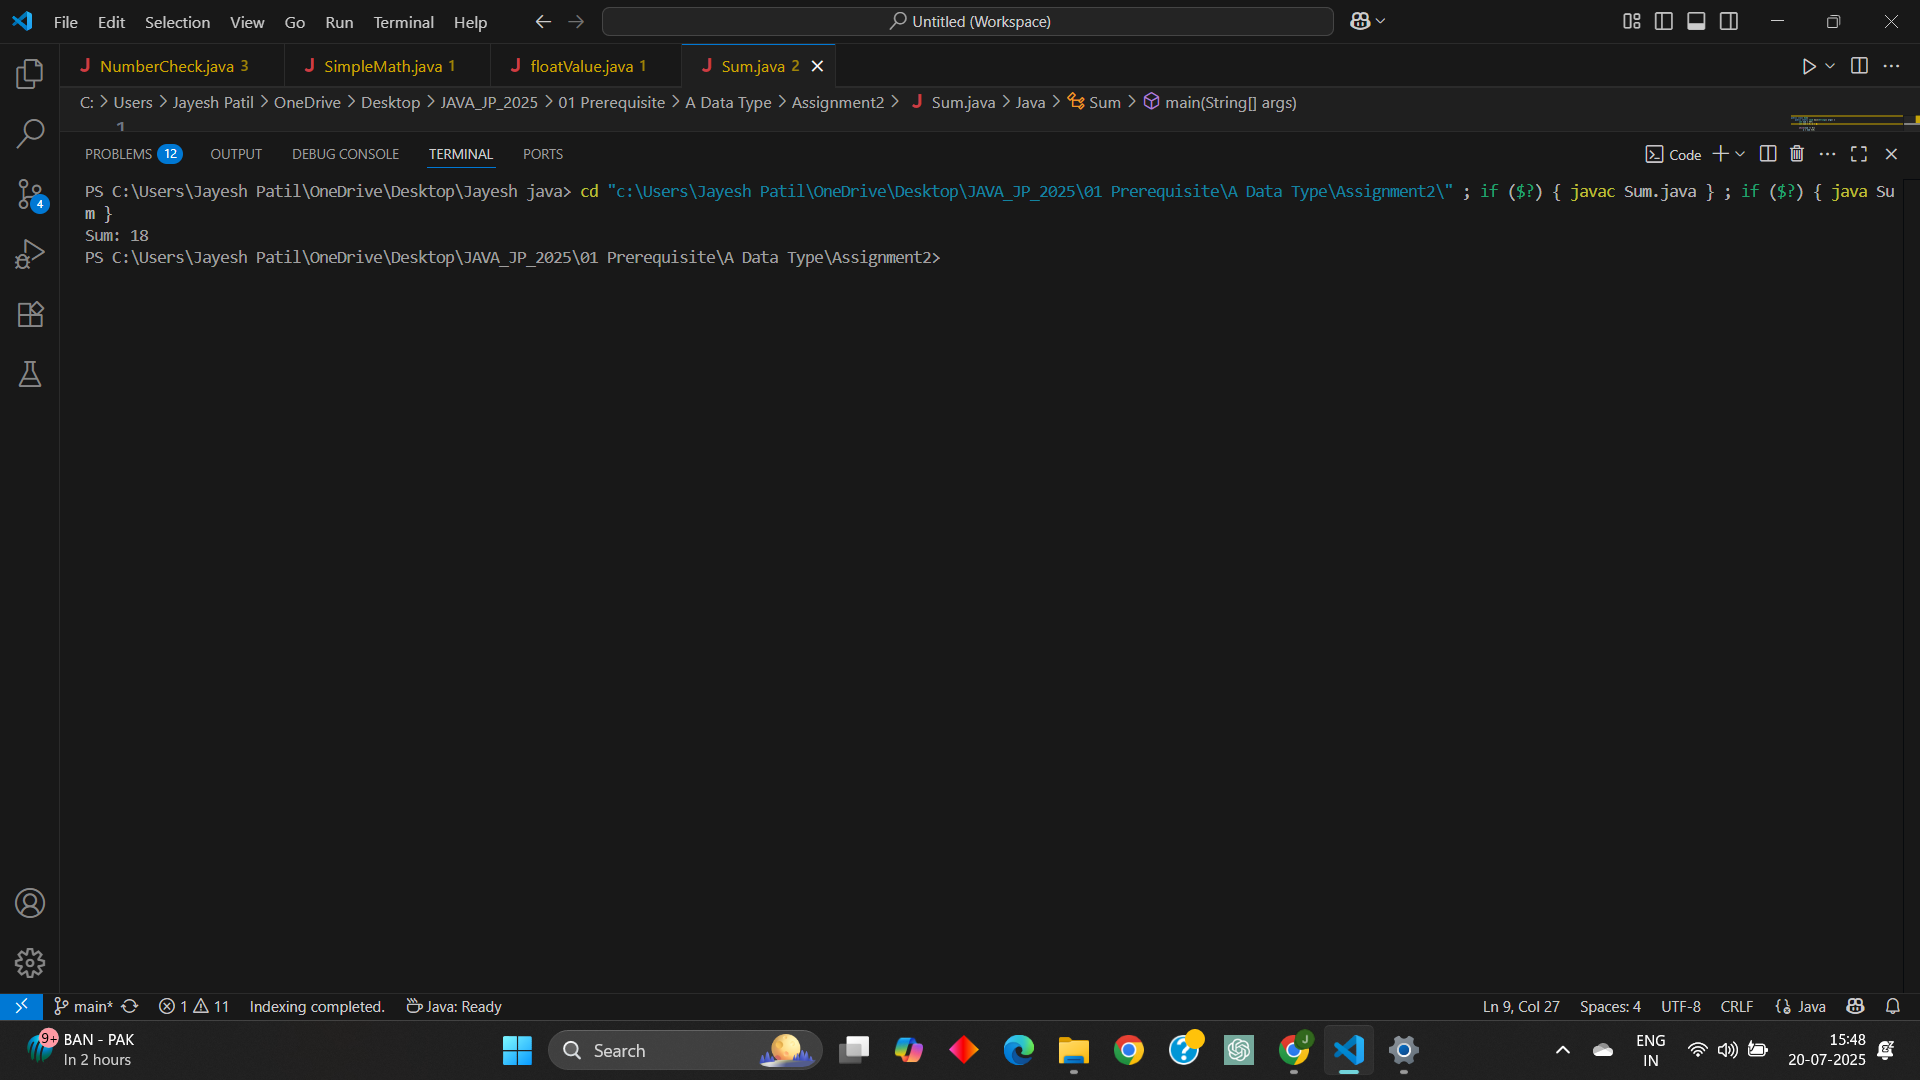 File Edit Selection View Go Run Terminal Help Untitled (Workspace)
NumberCheck.java 3 SimpleMath.java 1 floatValue.java 1 Sum.java 2
C: > Users > Jayesh Patil > OneDrive > Desktop > JAVA_JP_2025 > 01 Prerequisite > A Data Type > Assignment2 > Sum.java > Java > Sum > main(String[] args)
1
PROBLEMS 12 OUTPUT DEBUG CONSOLE TERMINAL PORTS Code
PS C:\Users\Jayesh Patil\OneDrive\Desktop\Jayesh java> cd "c:\Users\Jayesh Patil\OneDrive\Desktop\JAVA_JP_2025\01 Prerequisite\A Data Type\Assignment2\" ; if ($?) { javac Sum.java } ; if ($?) { java Su
m }
Sum: 18
PS C:\Users\Jayesh Patil\OneDrive\Desktop\JAVA_JP_2025\01 Prerequisite\A Data Type\Assignment2>
4
main* 1 11 Indexing completed. Java: Ready Ln 9, Col 27 Spaces: 4 UTF-8 CRLF Java
9+ BAN - PAK
In 2 hours
Search
J
ENG
IN
15:48
20-07-2025